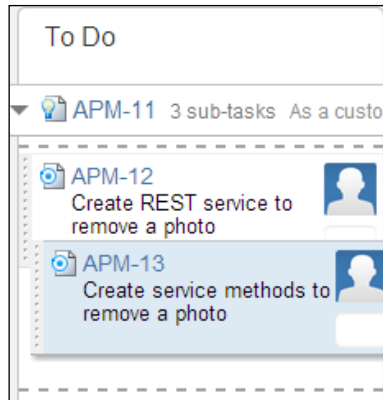 To Do
APM-11 3 sub-tasks As a custo
APM-12
Create REST service to
remove a photo
APM-13
Create service methods to
remove a photo